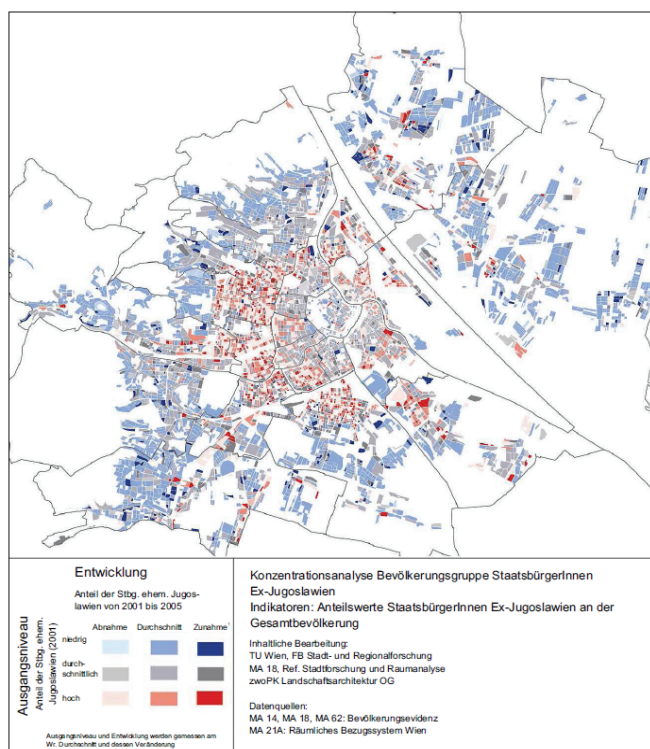 Entwicklung
Anteil der Stbg. ehem. Jugos-
lawien von 2001 bis 2005
Abnahme Durchschnitt Zunahme¹
Ausgangsniveau
Anteil der Stbg. ehem.
Jugoslawien (2001)
niedrig
durch-
schnittlich
hoch
Ausgangsniveau und Entwicklung werden gemessen am
Wr. Durchschnitt und dessen Veränderung
Konzentrationsanalyse Bevölkerungsgruppe StaatsbürgerInnen
Ex-Jugoslawien
Indikatoren: Anteilswerte StaatsbürgerInnen Ex-Jugoslawien an der
Gesamtbevölkerung
Inhaltliche Bearbeitung:
TU Wien, FB Stadt- und Regionalforschung
MA 18, Ref. Stadtforschung und Raumanalyse
zwoPK Landschaftsarchitektur OG
Datenquellen:
MA 14, MA 18, MA 62: Bevölkerungsevidenz
MA 21A: Räumliches Bezugssystem Wien